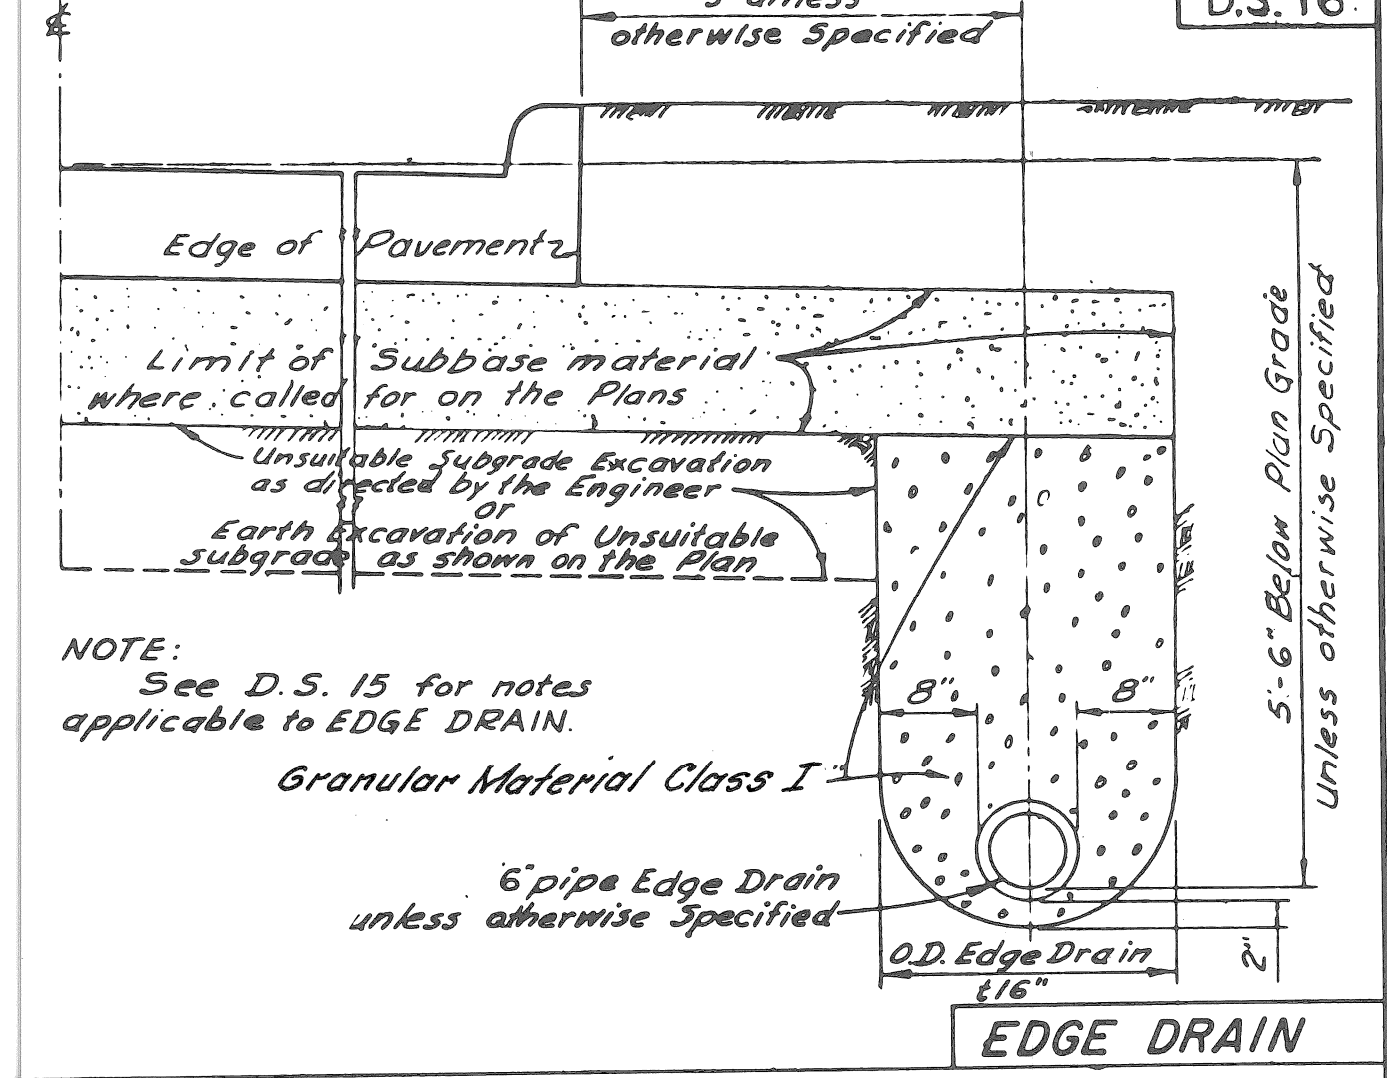 unless
D.S. 16.
otherwise Specified
Edge of Pavement
Limit of Subbase material
where called for on the Plans
Unsuitable Subgrade Excavation
as directed by the Engineer
or
Earth Excavation of Unsuitable
subgrade as shown on the Plan
5'-6" Below Plan Grade
unless otherwise Specified
NOTE:
See D.S. 15 for notes
applicable to EDGE DRAIN.
8" 8"
Granular Material Class I
6" pipe Edge Drain
unless otherwise Specified
O.D. Edge Drain
+16"
2"
EDGE DRAIN